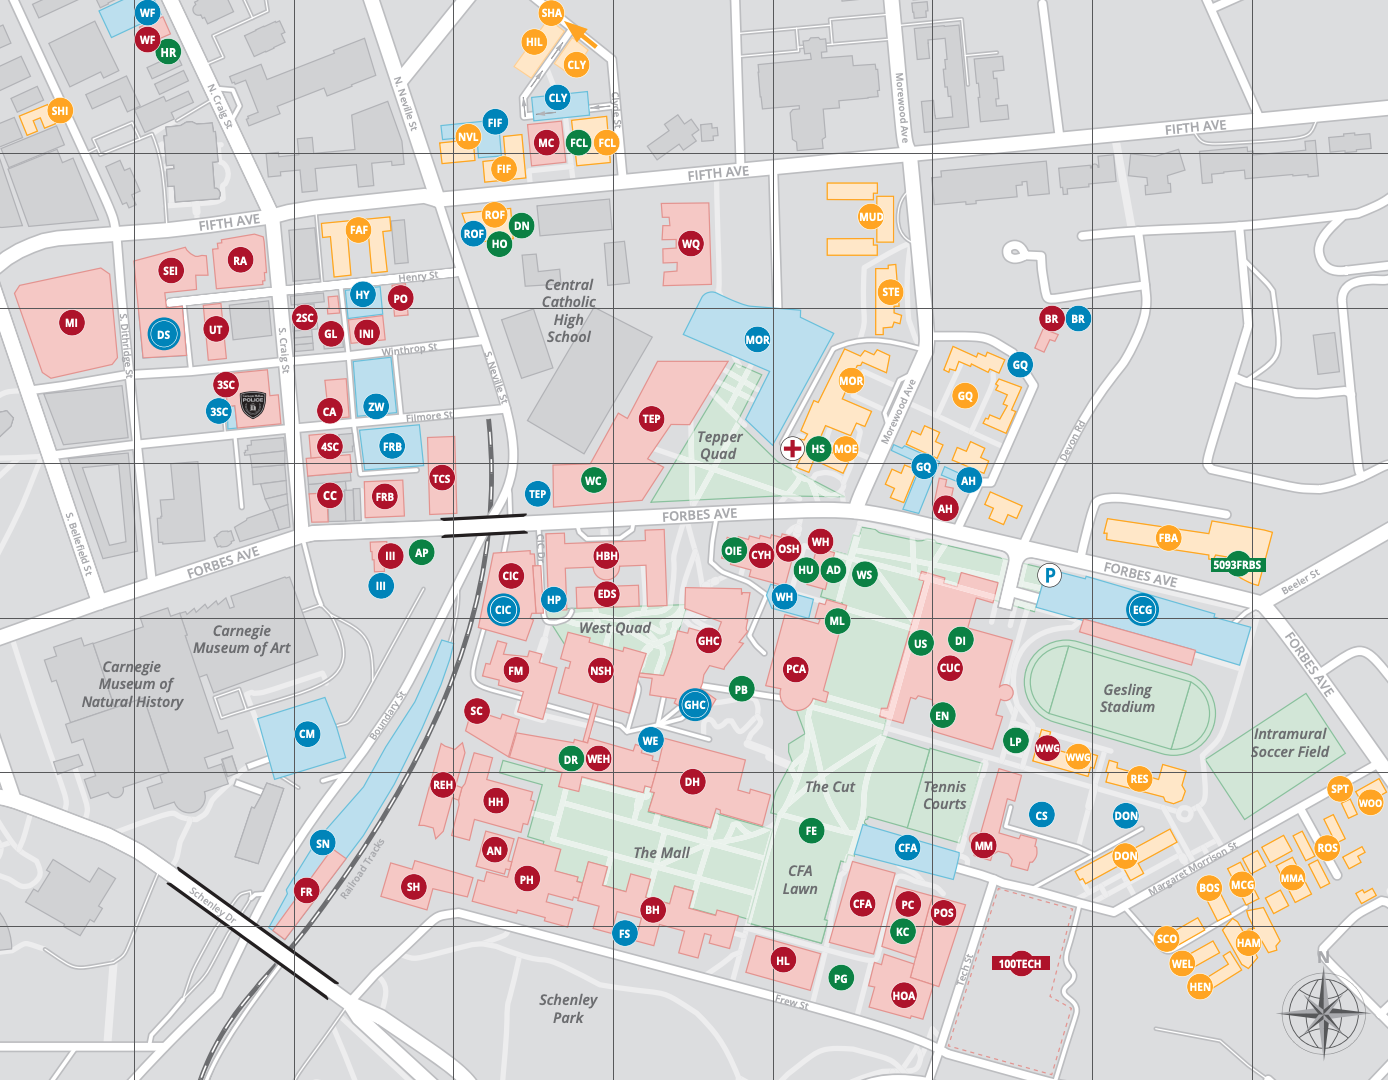 WF
WF
HR
SHA
HIL
CLY
CLY
SHI
N. Craig St
N. Neville St
Clyde St
Morewood Ave
FIFTH AVE
FIF
NVL
MC
FCL
FCL
FIF
FIFTH AVE
FIFTH AVE
ROF
ROF
DN
HO
FAF
MUD
WQ
RA
SEI
Henry St
HY
PO
STE
Central
Catholic
High
School
MI
S. Dithridge St
DS
UT
S. Craig St
2SC
GL
INI
Winthrop St
S. Neville St
MOR
BR
BR
GQ
MOR
GQ
3SC
3SC
CA
ZW
Filmore St
TEP
Tepper
Quad
Morewood Ave
Devon Rd
4SC
FRB
HS
MOE
GQ
AH
AH
TCS
CC
FRB
TEP
WC
FORBES AVE
S. Bellefield St
FORBES AVE
III
AP
III
CIC Dr
CIC
CIC
HP
HBH
EDS
West Quad
OIE
CYH
OSH
WH
HU
AD
WS
WH
ML
P
FORBES AVE
FBA
5093FRBS
Beeler St
ECG
FORBES AVE
Carnegie
Museum of Art
Carnegie
Museum of
Natural History
CM
Boundary St
FM
NSH
GHC
GHC
PB
PCA
US
DI
CUC
EN
Gesling
Stadium
Intramural
Soccer Field
SC
WE
DR
WEH
DH
LP
WWG
WWG
RES
REH
HH
The Cut
Tennis
Courts
CS
DON
SPT
WOO
SN
Railroad Tracks
AN
The Mall
FE
CFA
MM
DON
Margaret Morrison St
ROS
FR
SH
PH
BH
CFA
Lawn
CFA
PC
POS
KC
BOS
MCG
MMA
Schenley Dr
FS
HL
PG
HOA
Tech St
100TECH
SCO
WEL
HEN
HAM
Frew St
Schenley
Park
N